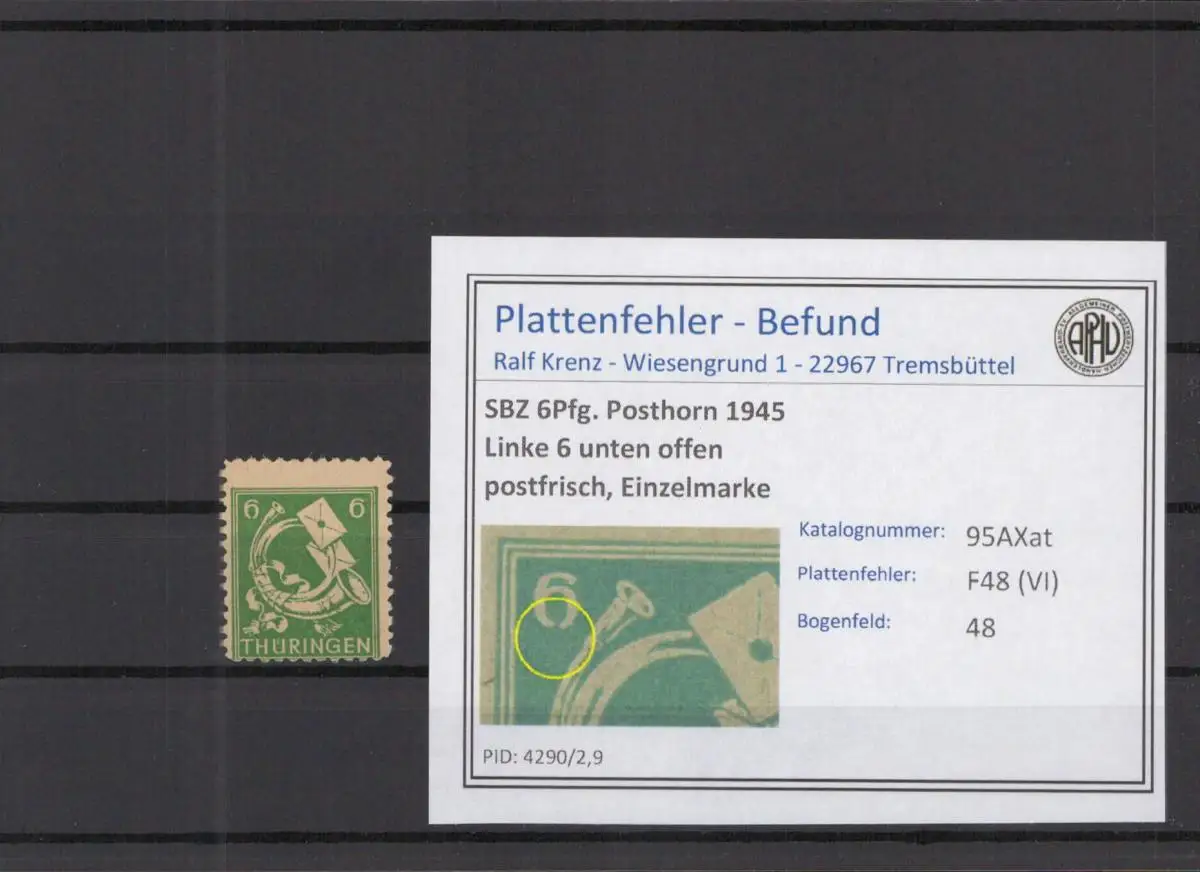 6 6
THÜRINGEN
Plattenfehler - Befund
Ralf Krenz - Wiesengrund 1 - 22967 Tremsbüttel
APHV
SBZ 6Pfg. Posthorn 1945
Linke 6 unten offen
postfrisch, Einzelmarke
6
Katalognummer: 95AXat
Plattenfehler: F48 (VI)
Bogenfeld: 48
PID: 4290/2,9